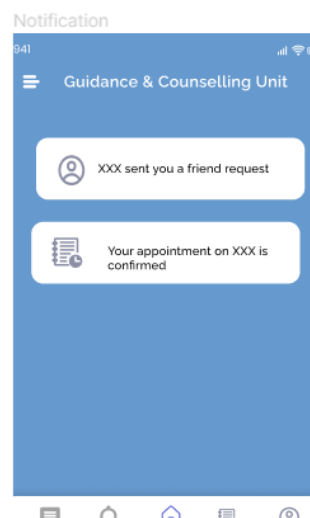 Notification
941
Guidance & Counselling Unit
XXX sent you a friend request
Your appointment on XXX is
confirmed